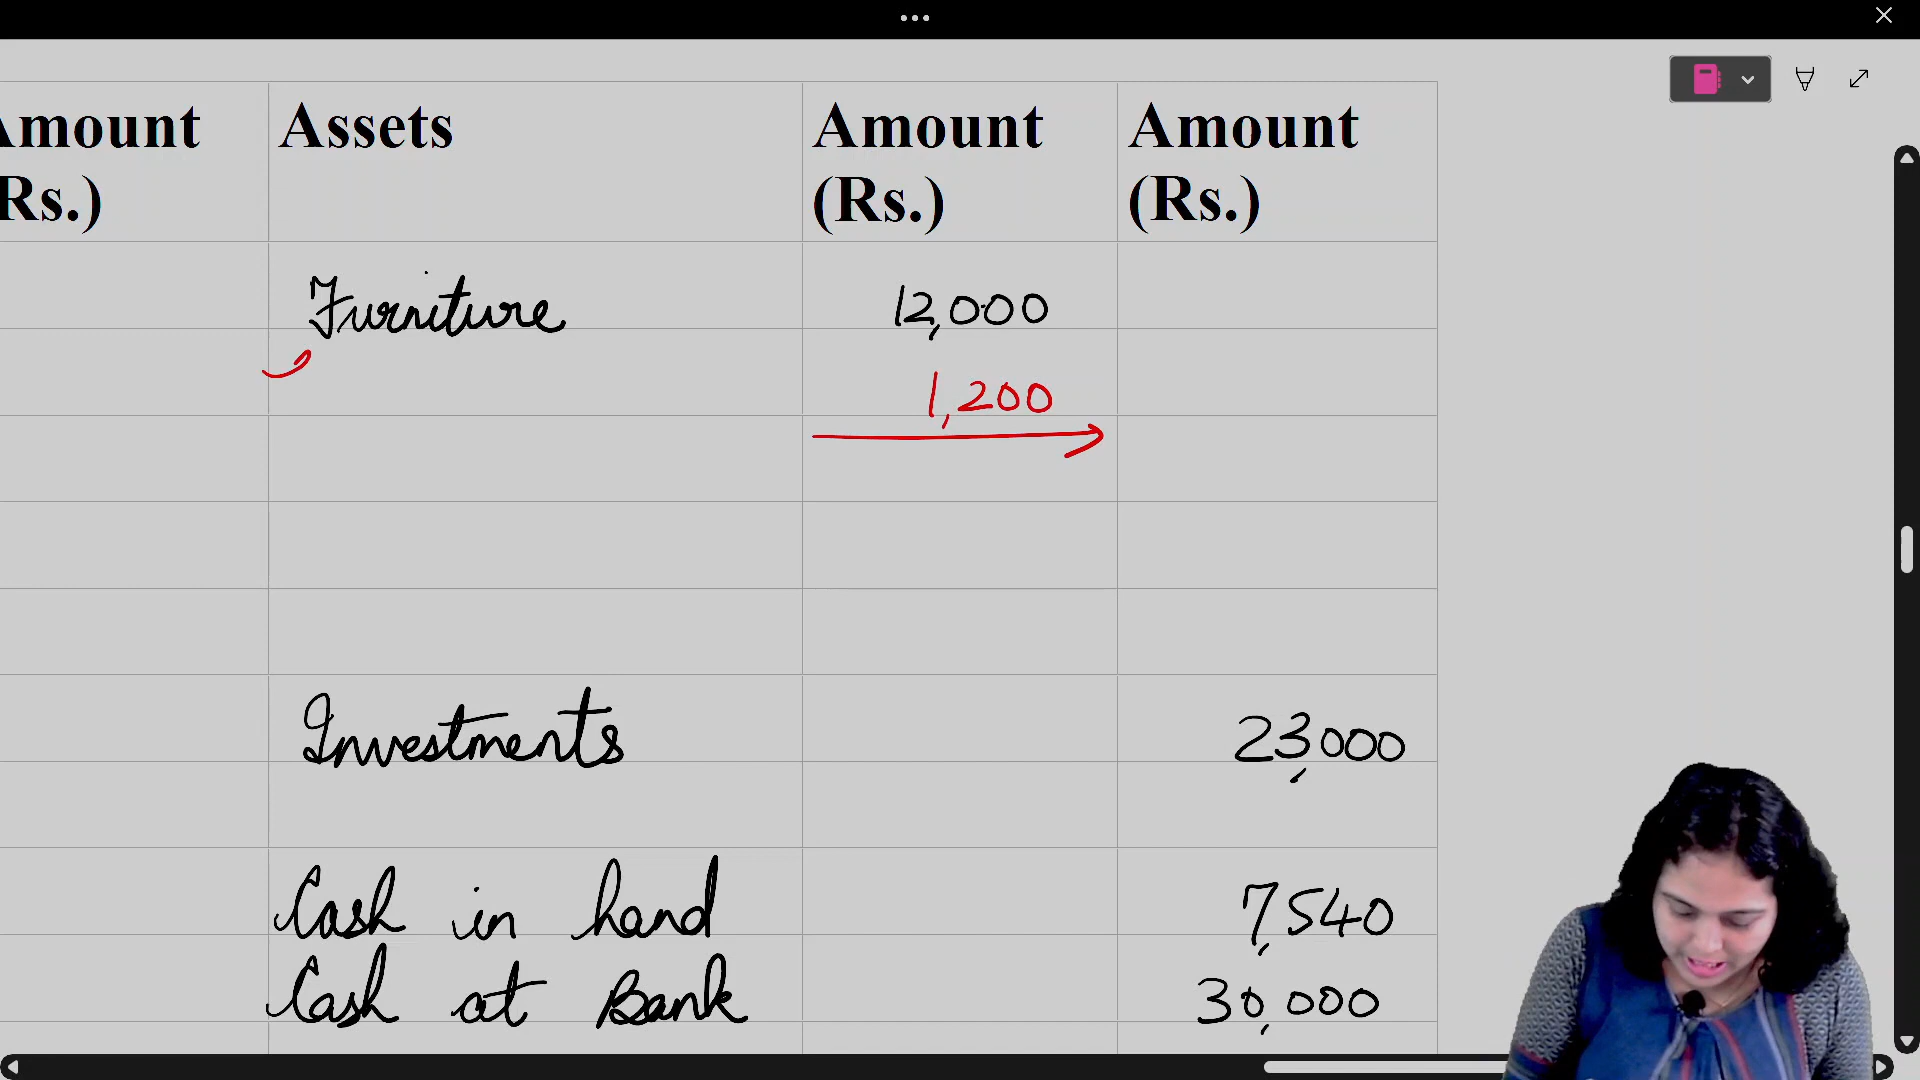 Amount Assets Amount Amount
Rs.) (Rs.) (Rs.)
Furniture 12,000
1,200
Investments 23,000
Cash in hand 7,540
Cash at Bank 30,000